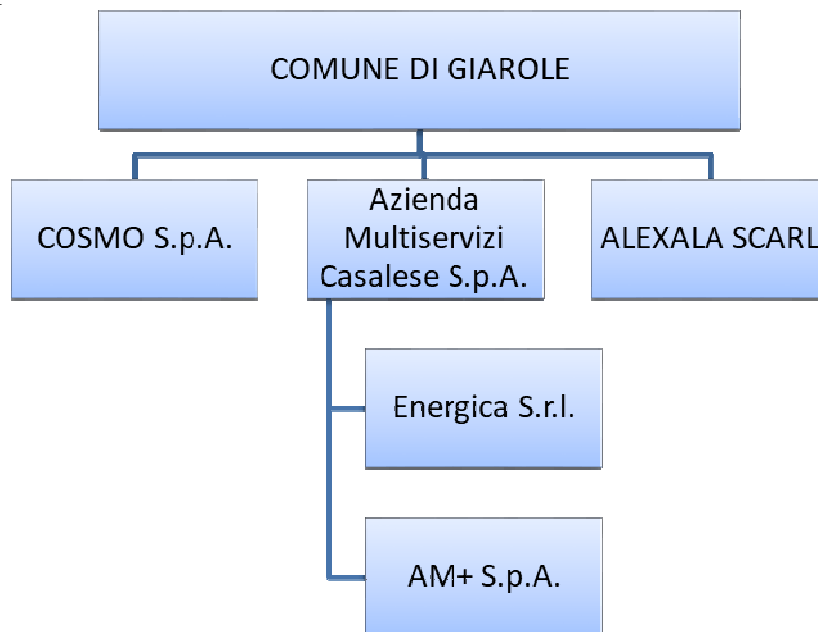 COMUNE DI GIAROLE
COSMO S.p.A.
Azienda
Multiservizi
Casalese S.p.A.
ALEXALA SCARL
Energica S.r.l.
AM+ S.p.A.